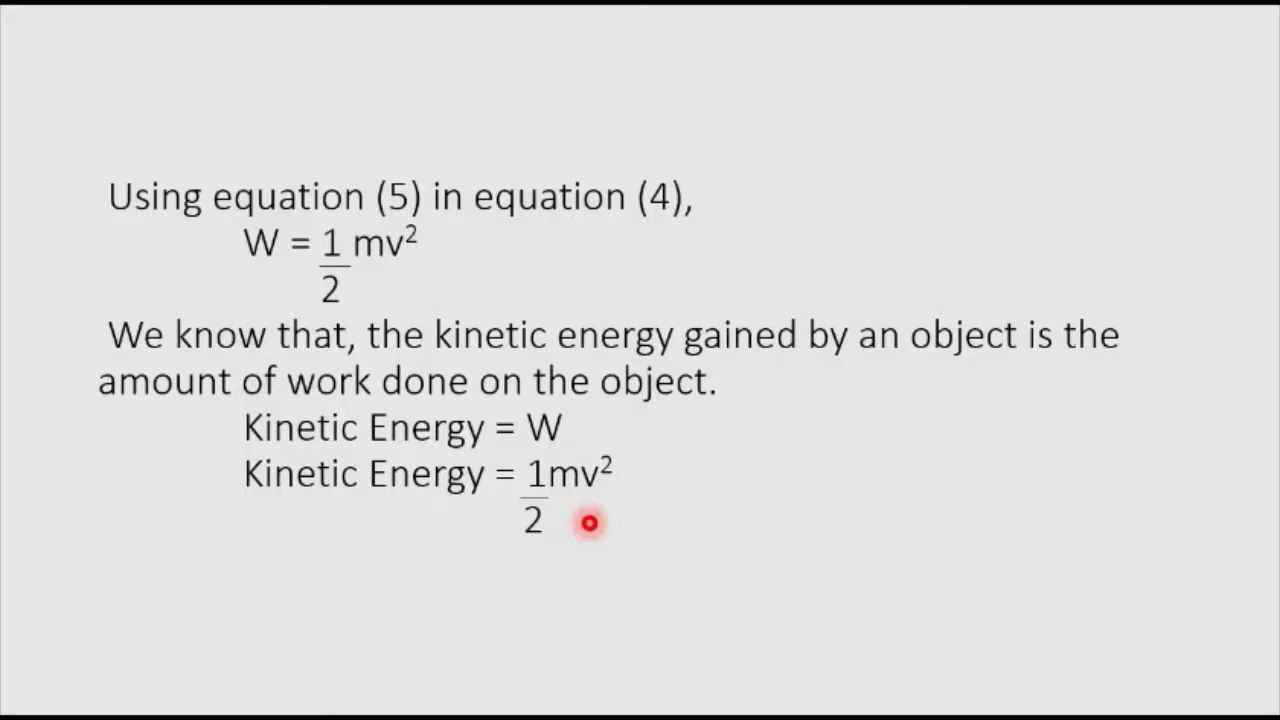 Using equation (5) in equation (4),
W = 1 mv²
2
We know that, the kinetic energy gained by an object is the
amount of work done on the object.
Kinetic Energy = W
Kinetic Energy = 1mv²
2